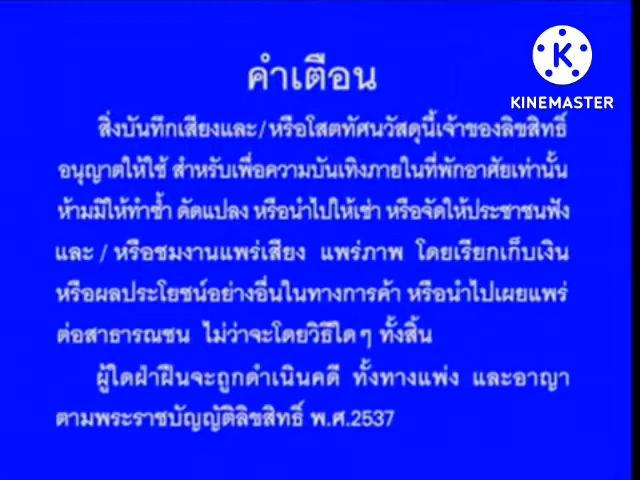 คำเตือน
KINEMASTER
สิ่งบันทึกเสียงและ/หรือโสตทัศนวัสดุนี้เจ้าของลิขสิทธิ์
อนุญาตให้ใช้ สำหรับเพื่อความบันเทิงภายในที่พักอาศัยเท่านั้น
ห้ามมิให้ทำซ้ำ ดัดแปลง หรือนำไปให้เช่า หรือจัดให้ประชาชนฟัง
และ / หรือชมงานแพร่เสียง แพร่ภาพ โดยเรียกเก็บเงิน
หรือผลประโยชน์อย่างอื่นในทางการค้า หรือนำไปเผยแพร่
ต่อสาธารณชน ไม่ว่าจะโดยวิธีใดๆ ทั้งสิ้น
ผู้ใดฝ่าฝืนจะถูกดำเนินคดี ทั้งทางแพ่ง และอาญา
ตามพระราชบัญญัติลิขสิทธิ์ พ.ศ.2537